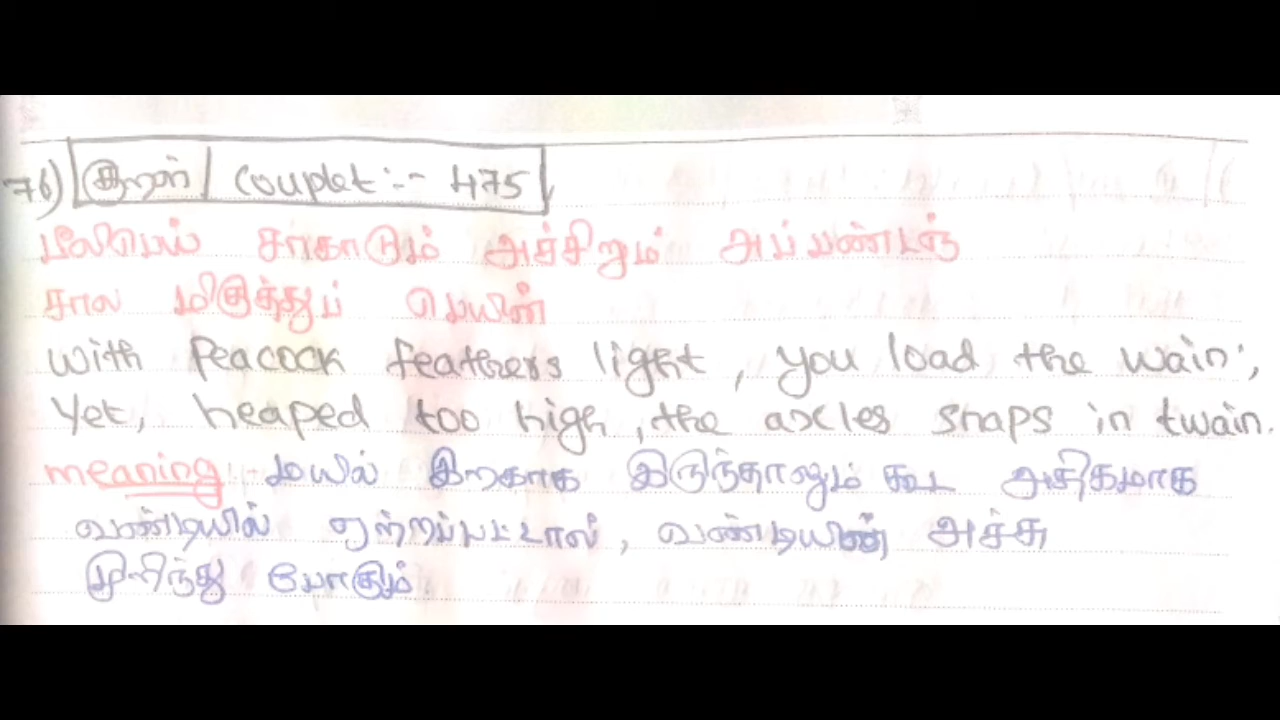 76) குறள் / Couplet :- 475
பீலிபெய் சாகாடும் அச்சிறும் அப்பண்டஞ்
சால மிகுத்துப் பெயின்
with Peacock feathers light, you load the wain;
Yet, heaped too high, the axles snaps in twain.
meaning :- மயில் இறகாக இருந்தாலும் கூட அதிகமாக
வண்டியில் ஏற்றப்பட்டால், வண்டியின் அச்சு
முறிந்து போகும்